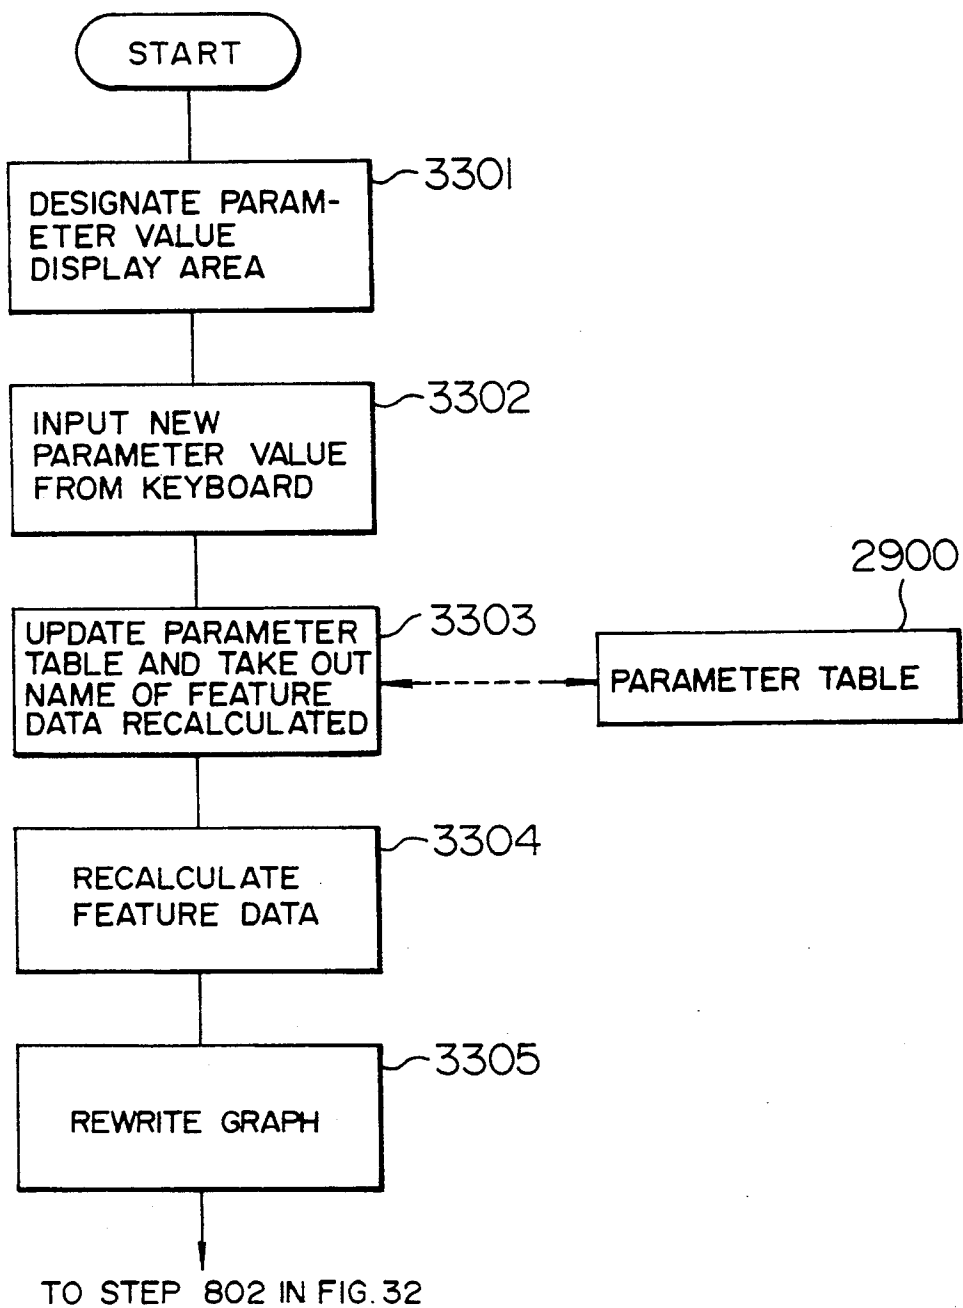 START
3301
DESIGNATE PARAM-
ETER VALUE
DISPLAY AREA
3302
INPUT NEW
PARAMETER VALUE
FROM KEYBOARD
2900
3303
UPDATE PARAMETER
TABLE AND TAKE OUT
NAME OF FEATURE
DATA RECALCULATED
PARAMETER TABLE
3304
RECALCULATE
FEATURE DATA
3305
REWRITE GRAPH
TO STEP 802 IN FIG. 32